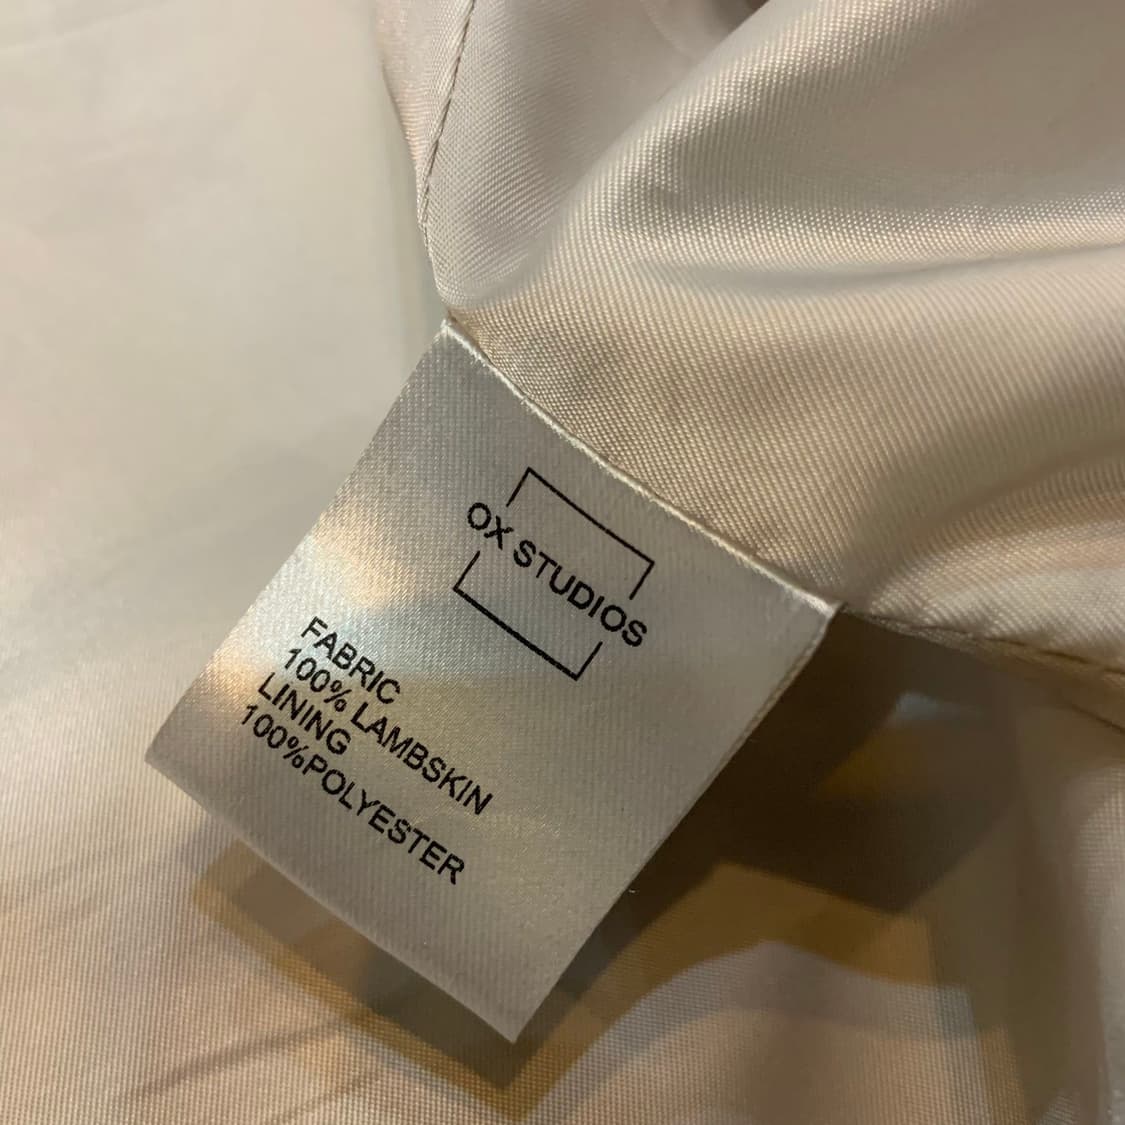 OX STUDIOS
FABRIC
100% LAMBSKIN
LINING
100%POLYESTER